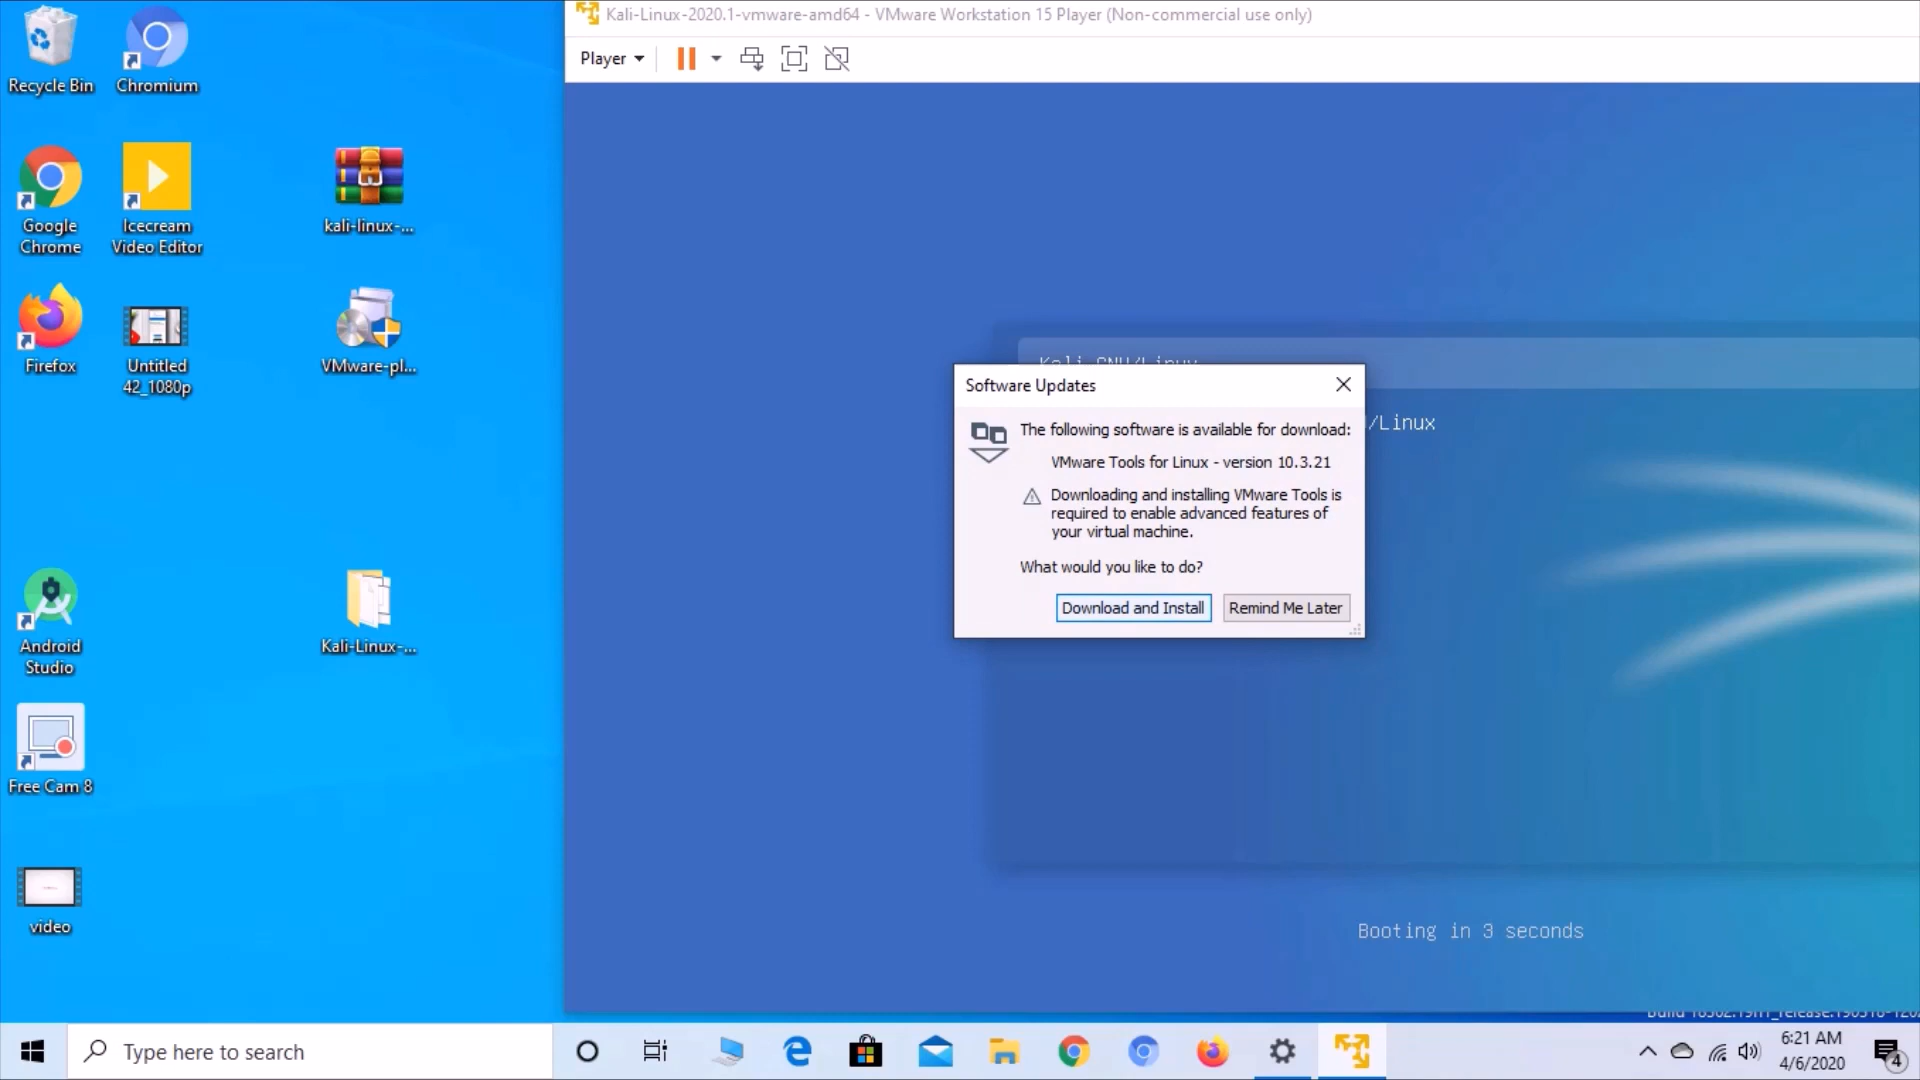 Recycle Bin
Chromium
Google
Chrome
Icecream
Video Editor
kali-linux-...
Firefox
Untitled
42_1080p
VMware-pl...
Android
Studio
Kali-Linux-...
Free Cam 8
video
Kali-Linux-2020.1-vmware-amd64 - VMware Workstation 15 Player (Non-commercial use only)
Player
Kali GNU/Linux
/Linux
Software Updates
The following software is available for download:
VMware Tools for Linux - version 10.3.21
Downloading and installing VMware Tools is
required to enable advanced features of
your virtual machine.
What would you like to do?
Download and Install
Remind Me Later
Booting in 3 seconds
Type here to search
6:21 AM
4/6/2020
4